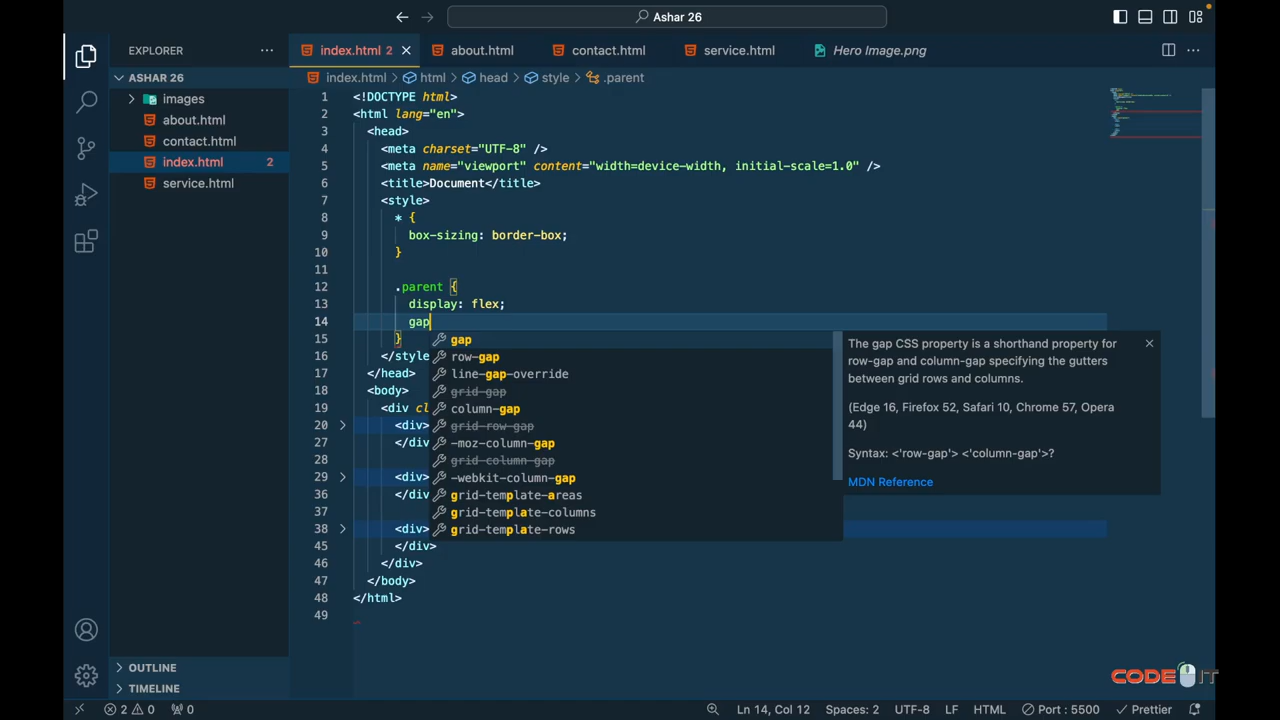 Ashar 26
EXPLORER
ASHAR 26
images
about.html
contact.html
index.html 2
service.html
OUTLINE
TIMELINE
index.html 2
about.html
contact.html
service.html
Hero Image.png
index.html > html > head > style > .parent
1 <!DOCTYPE html>
2 <html lang="en">
3 <head>
4 <meta charset="UTF-8" />
5 <meta name="viewport" content="width=device-width, initial-scale=1.0" />
6 <title>Document</title>
7 <style>
8 * {
9 box-sizing: border-box;
10 }
11
12 .parent {
13 display: flex;
14 gap
15 }
16 </style
17 </head>
18 <body>
19 <div cl
20 <div>
27 </div
28
29 <div>
36 </div
37
38 <div>
45 </div>
46 </div>
47 </body>
48 </html>
49
gap
row-gap
line-gap-override
grid-gap
column-gap
grid-row-gap
-moz-column-gap
grid-column-gap
-webkit-column-gap
grid-template-areas
grid-template-columns
grid-template-rows
The gap CSS property is a shorthand property for
row-gap and column-gap specifying the gutters
between grid rows and columns.
(Edge 16, Firefox 52, Safari 10, Chrome 57, Opera
44)
Syntax: <'row-gap'> <'column-gap'>?
MDN Reference
CODE IT
2 0 0
Ln 14, Col 12
Spaces: 2
UTF-8
LF
HTML
Port : 5500
Prettier